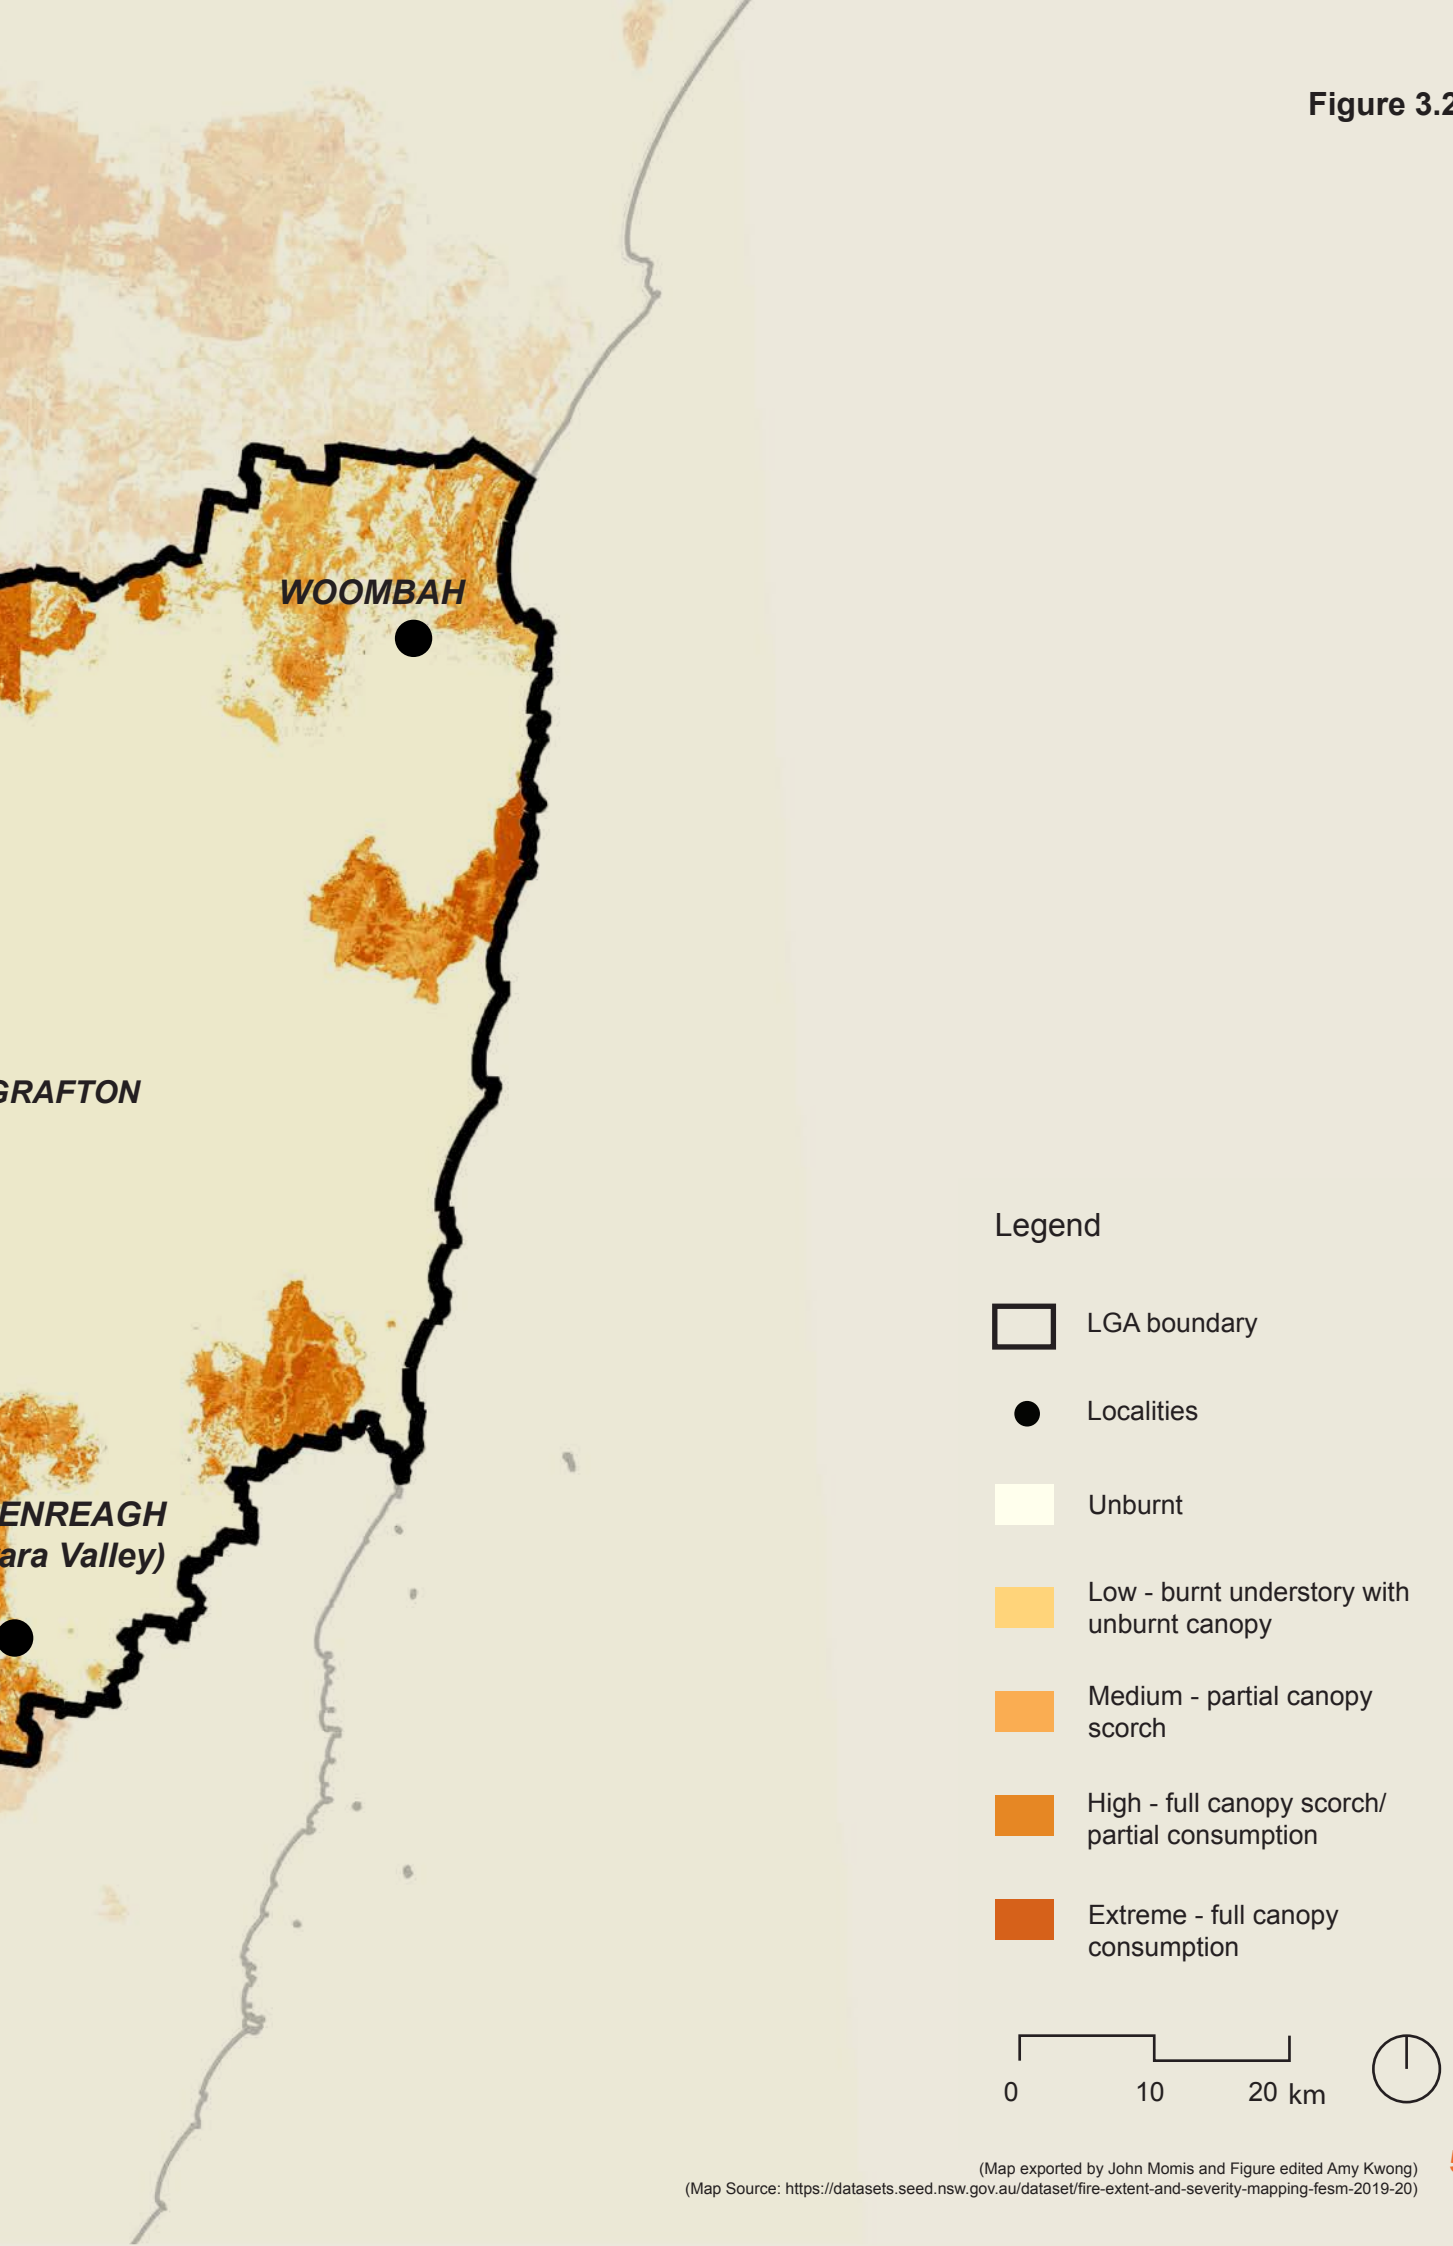 Figure 3.2
WOOMBAH
GRAFTON
ENREAGH
ara Valley)
Legend
LGA boundary
Localities
Unburnt
Low - burnt understory with
unburnt canopy
Medium - partial canopy
scorch
High - full canopy scorch/
partial consumption
Extreme - full canopy
consumption
0 10 20 km
(Map exported by John Momis and Figure edited Amy Kwong)
(Map Source: https://datasets.seed.nsw.gov.au/dataset/fire-extent-and-severity-mapping-fesm-2019-20)